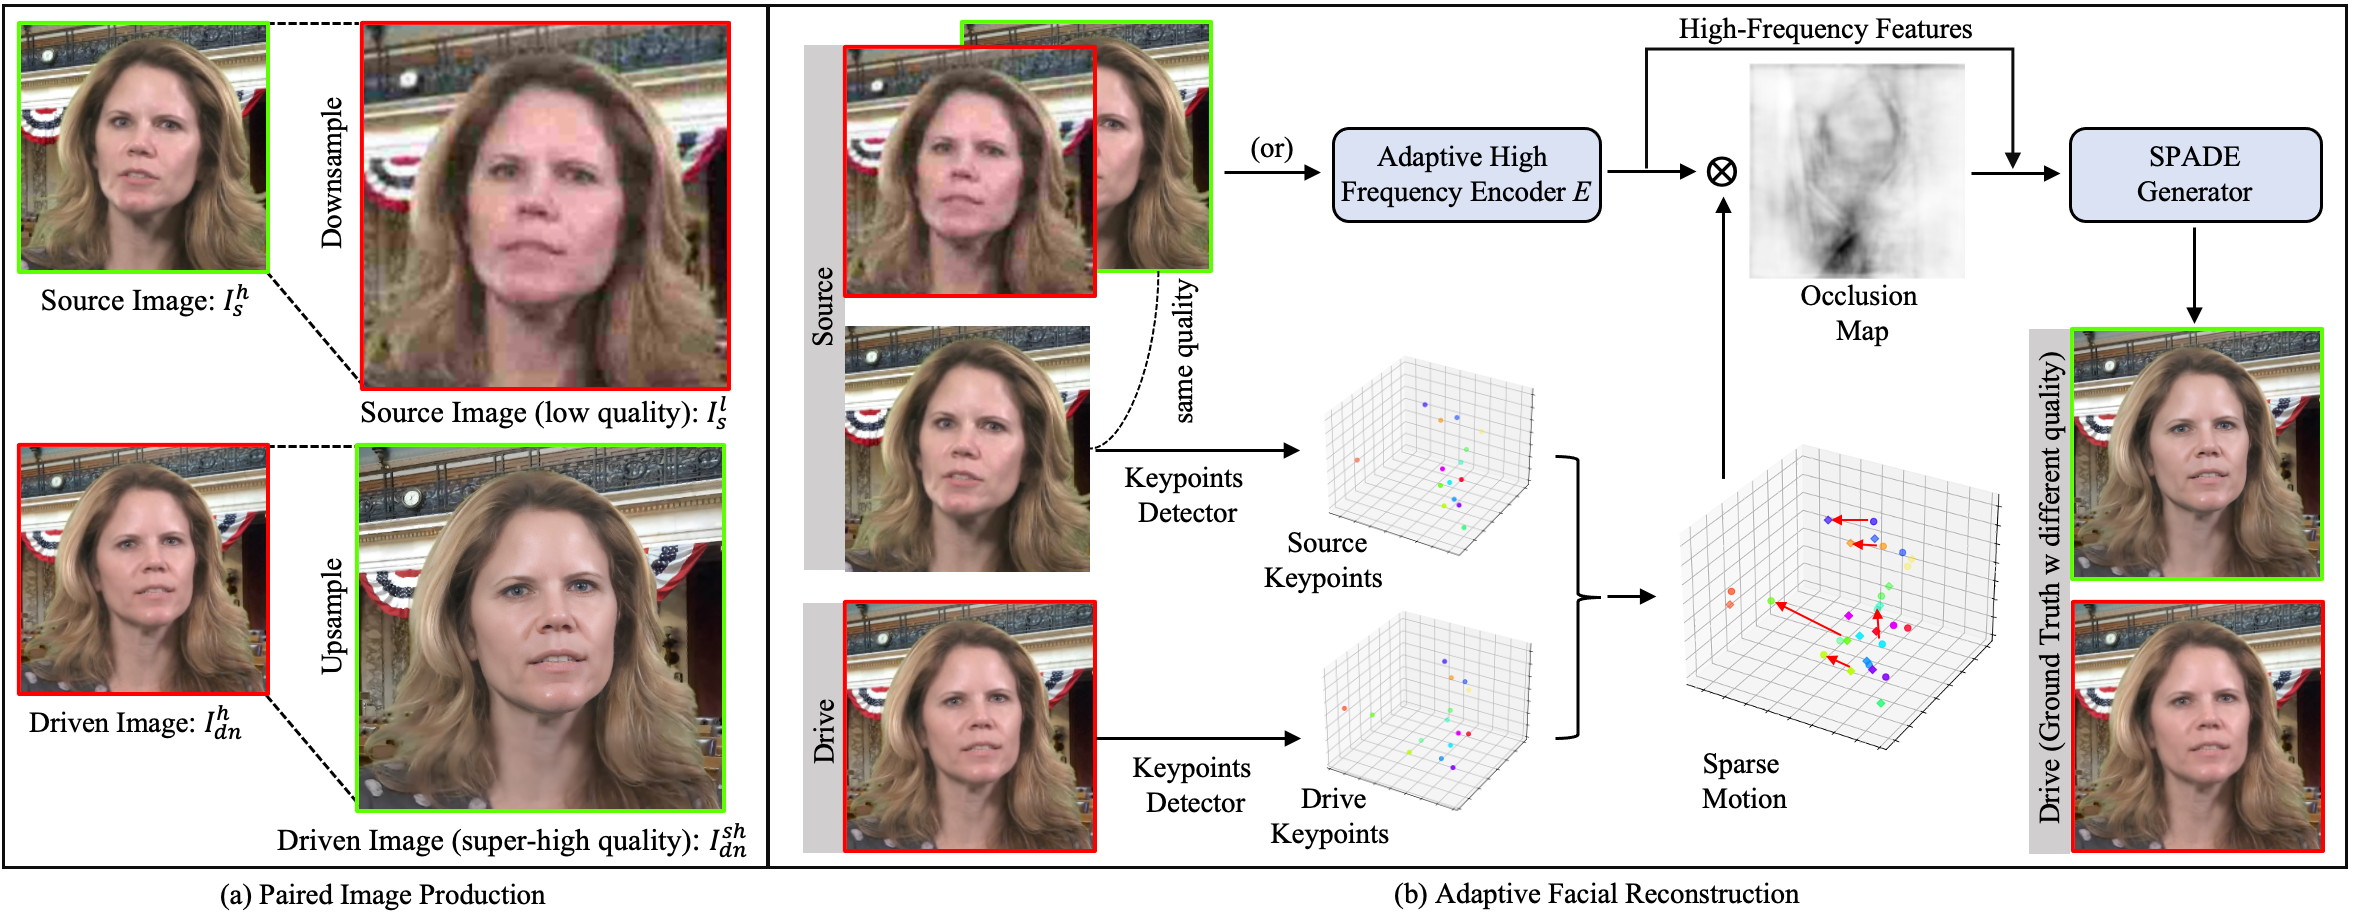 Downsample
Source Image: I_s^h
Source Image (low quality): I_s^l
Upsample
Driven Image: I_{dn}^h
Driven Image (super-high quality): I_{dn}^{sh}
(a) Paired Image Production
Source
(or)
same quality
Adaptive High
Frequency Encoder E
High-Frequency Features
⊗
Occlusion
Map
SPADE
Generator
Keypoints
Detector
Source
Keypoints
Drive
Keypoints
Detector
Drive
Keypoints
Sparse
Motion
Drive (Ground Truth w different quality)
(b) Adaptive Facial Reconstruction